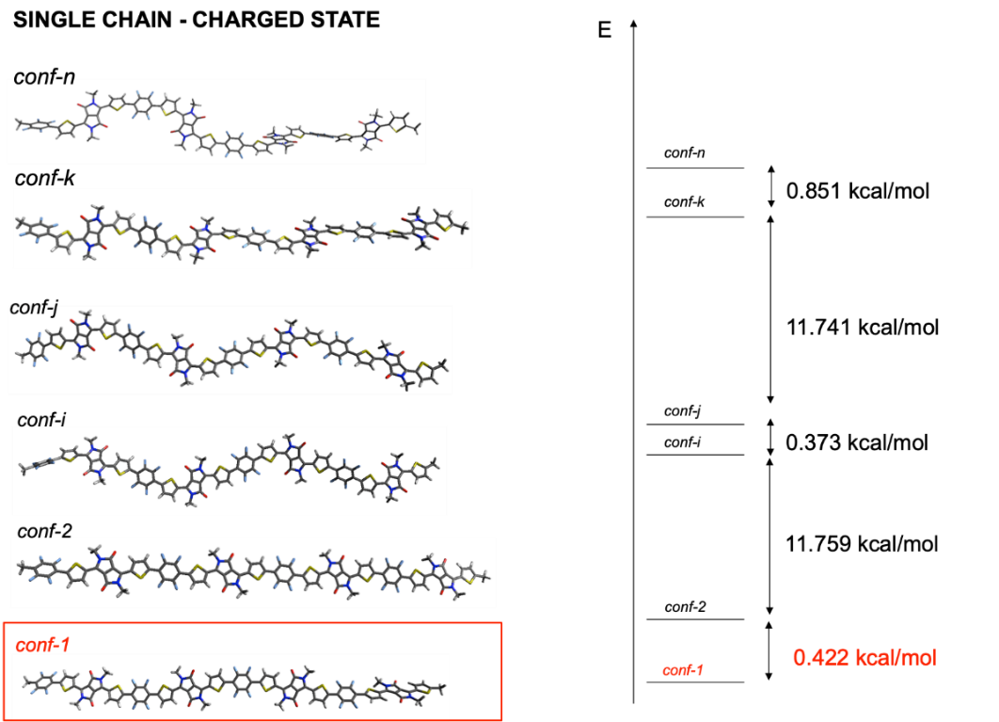 SINGLE CHAIN - CHARGED STATE
E
conf-n
conf-k
conf-j
conf-i
conf-2
conf-1
conf-n
0.851 kcal/mol
conf-k
11.741 kcal/mol
conf-j
0.373 kcal/mol
conf-i
11.759 kcal/mol
conf-2
0.422 kcal/mol
conf-1